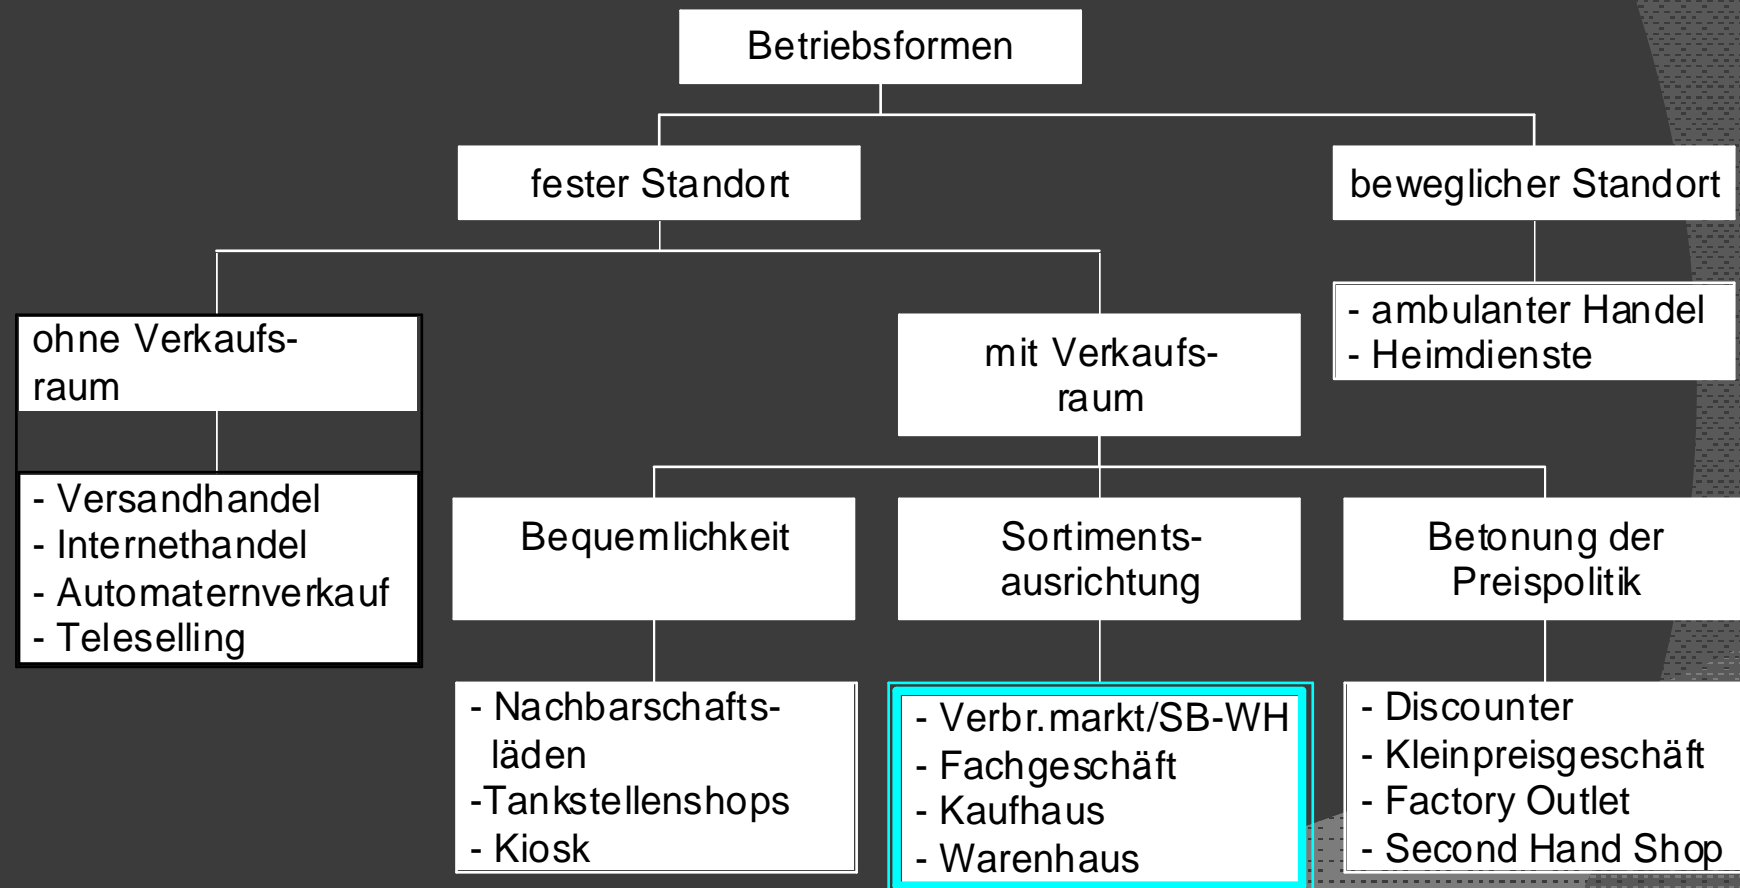 Betriebsformen
fester Standort
beweglicher Standort
- ambulanter Handel
- Heimdienste
ohne Verkaufs-
raum
mit Verkaufs-
raum
- Versandhandel
- Internethandel
- Automaternverkauf
- Teleselling
Bequemlichkeit
Sortiments-
ausrichtung
Betonung der
Preispolitik
- Nachbarschafts-
läden
-Tankstellenshops
- Kiosk
- Verbr.markt/SB-WH
- Fachgeschäft
- Kaufhaus
- Warenhaus
- Discounter
- Kleinpreisgeschäft
- Factory Outlet
- Second Hand Shop